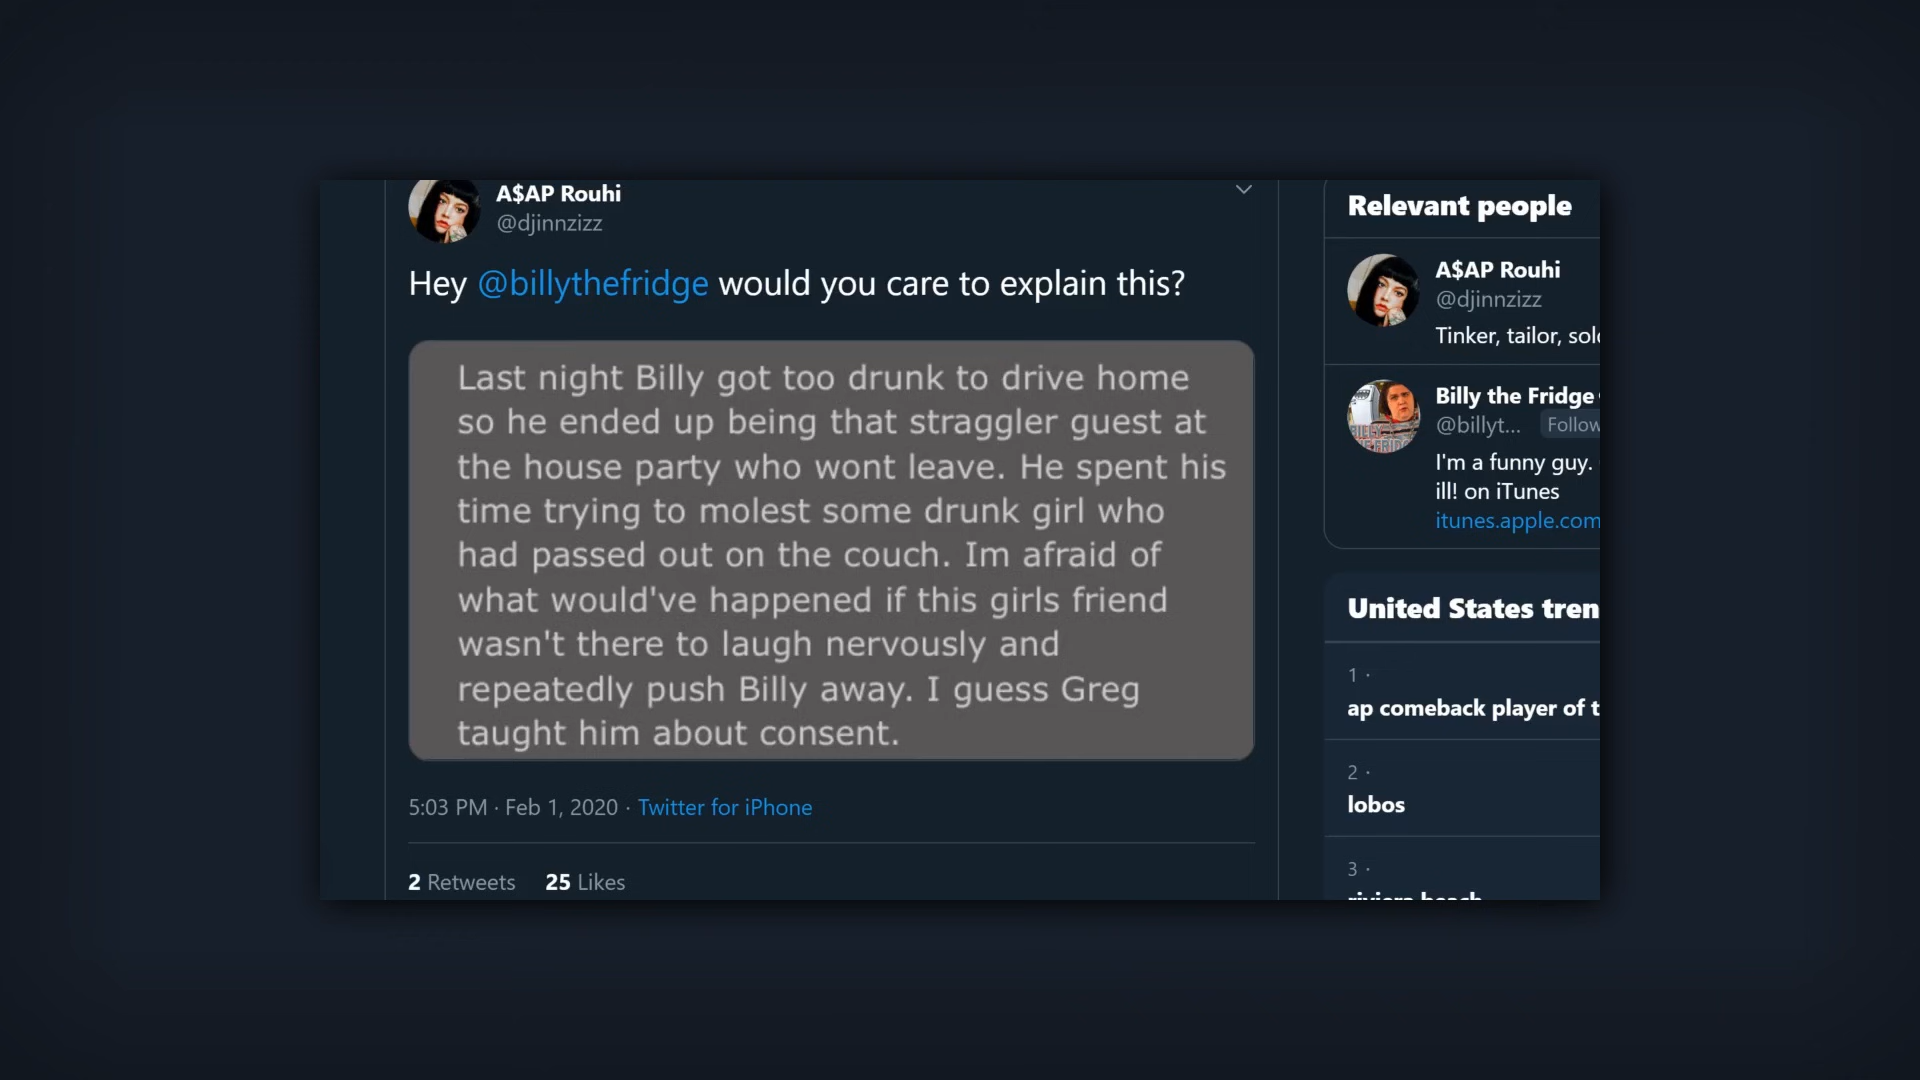 A$AP Rouhi
@djinnzizz
Hey @billythefridge would you care to explain this?
Last night Billy got too drunk to drive home
so he ended up being that straggler guest at
the house party who wont leave. He spent his
time trying to molest some drunk girl who
had passed out on the couch. Im afraid of
what would've happened if this girls friend
wasn't there to laugh nervously and
repeatedly push Billy away. I guess Greg
taught him about consent.
5:03 PM · Feb 1, 2020 · Twitter for iPhone
2 Retweets 25 Likes
Relevant people
A$AP Rouhi
@djinnzizz
Tinker, tailor, sol
Billy the Fridge
@billyt... Follow
I'm a funny guy.
ill! on iTunes
itunes.apple.com
United States tren
1 ·
ap comeback player of t
2 ·
lobos
3 ·
riviera beach